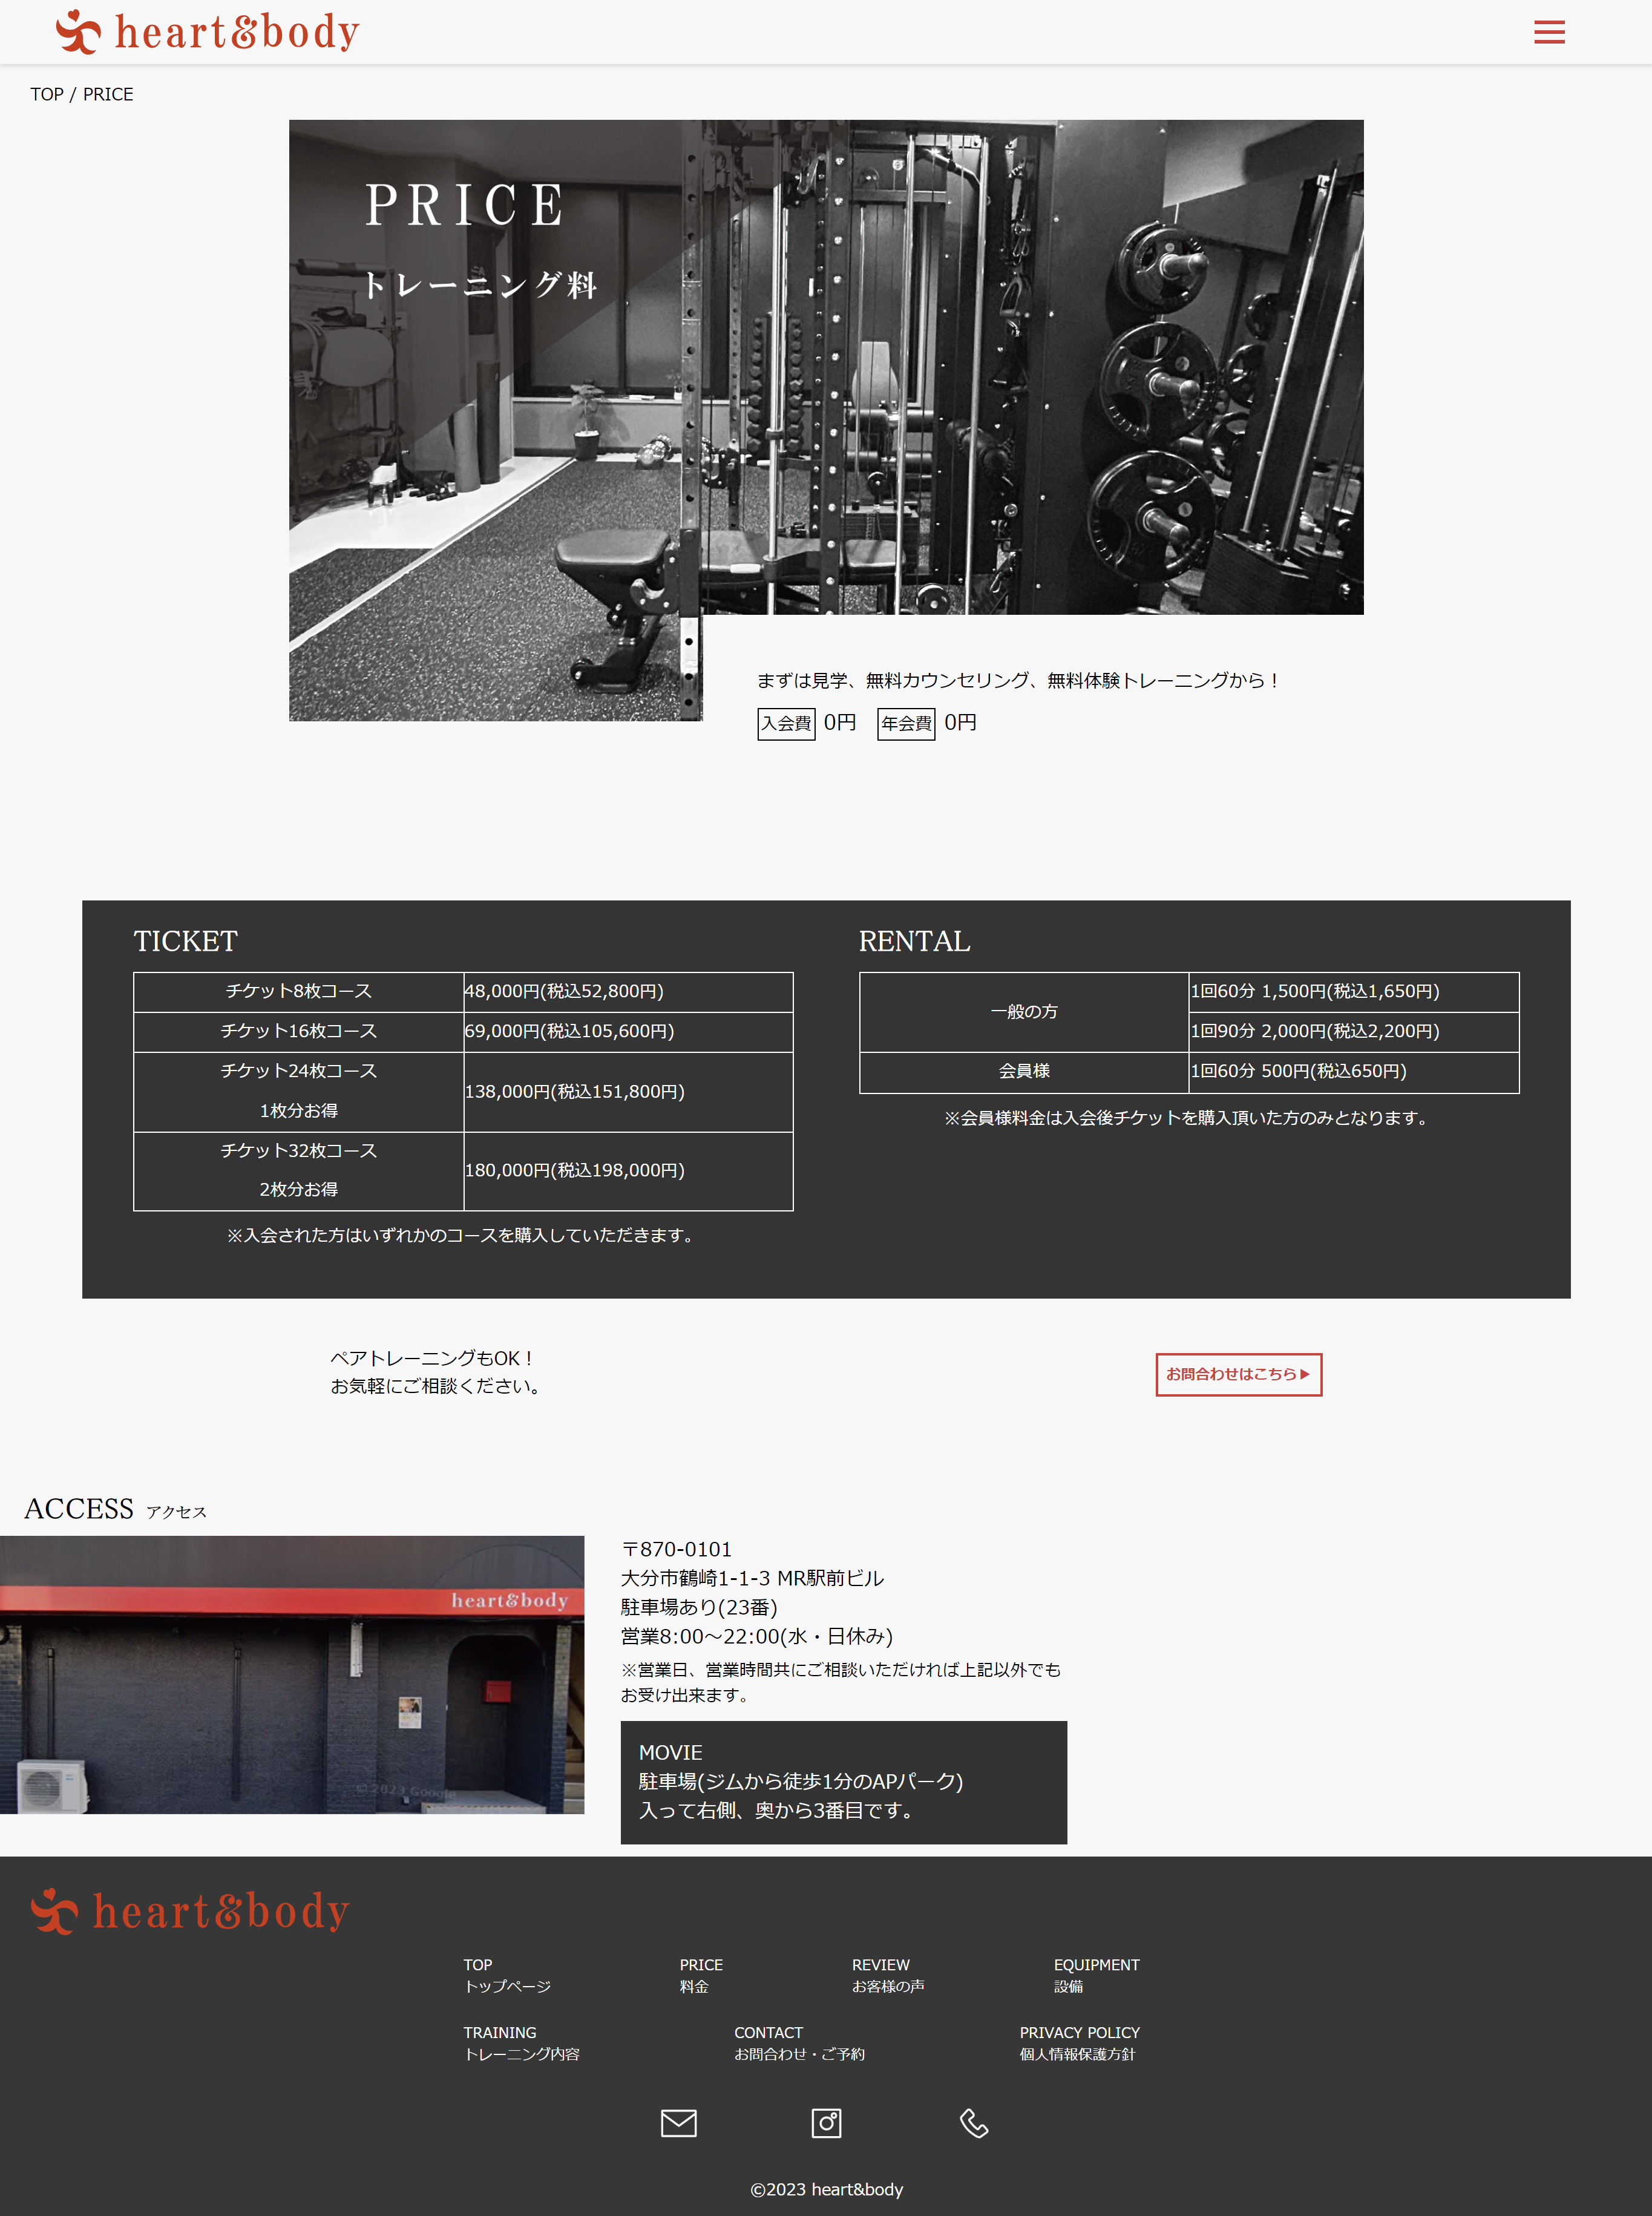 heart&body
TOP / PRICE
PRICE
トレーニング料
まずは見学、無料カウンセリング、無料体験トレーニングから！
入会費 0円 年会費 0円
TICKET
チケット8枚コース 48,000円(税込52,800円)
チケット16枚コース 69,000円(税込105,600円)
チケット24枚コース
1枚分お得
138,000円(税込151,800円)
チケット32枚コース
2枚分お得
180,000円(税込198,000円)
※入会された方はいずれかのコースを購入していただきます。
RENTAL
一般の方
1回60分 1,500円(税込1,650円)
1回90分 2,000円(税込2,200円)
会員様 1回60分 500円(税込650円)
※会員様料金は入会後チケットを購入頂いた方のみとなります。
ペアトレーニングもOK！
お気軽にご相談ください。
お問合わせはこちら▶
ACCESS アクセス
heart&body
© 2023 Google
〒870-0101
大分市鶴崎1-1-3 MR駅前ビル
駐車場あり(23番)
営業8:00〜22:00(水・日休み)
※営業日、営業時間共にご相談いただければ上記以外でも
お受け出来ます。
MOVIE
駐車場(ジムから徒歩1分のAPパーク)
入って右側、奥から3番目です。
heart&body
TOP
トップページ
PRICE
料金
REVIEW
お客様の声
EQUIPMENT
設備
TRAINING
トレーニング内容
CONTACT
お問合わせ・ご予約
PRIVACY POLICY
個人情報保護方針
©2023 heart&body